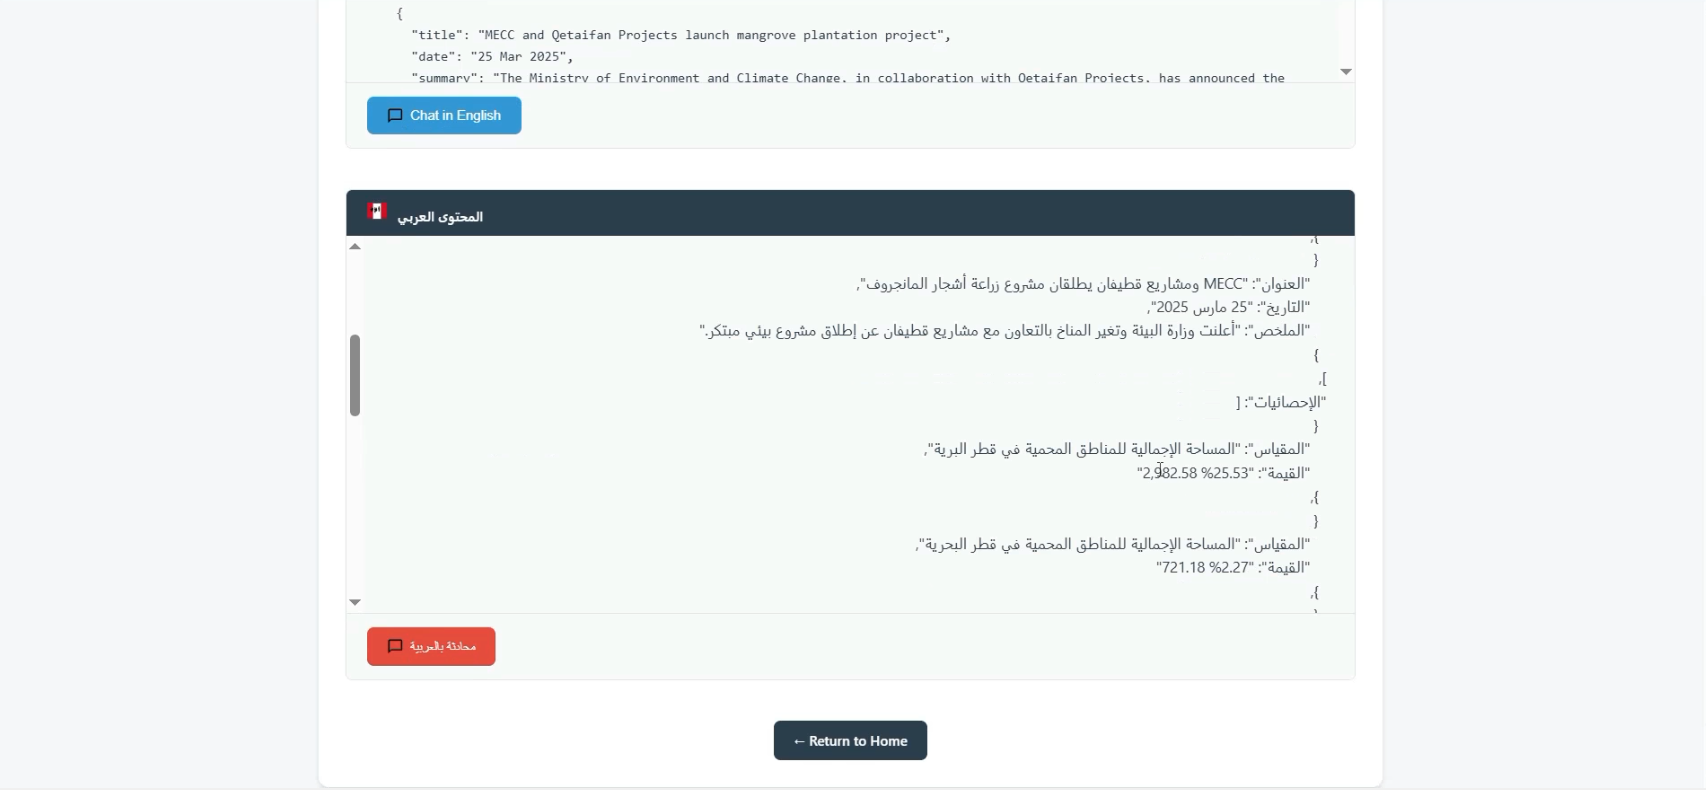 {
"title": "MECC and Qetaifan Projects launch mangrove plantation project",
"date": "25 Mar 2025",
"summary": "The Ministry of Environment and Climate Change, in collaboration with Qetaifan Projects, has announced the
Chat in English
المحتوى العربي
},
{
"العنوان": "MECC ومشاريع قطيفان يطلقان مشروع زراعة أشجار المانجروف",
"التاريخ": "25 مارس 2025",
"الملخص": "أعلنت وزارة البيئة وتغير المناخ بالتعاون مع مشاريع قطيفان عن إطلاق مشروع بيئي مبتكر."
}
],
"الإحصائيات": [
{
"المقياس": "المساحة الإجمالية للمناطق المحمية في قطر البرية",
"القيمة": "25.53% 2,982.58"
},
{
"المقياس": "المساحة الإجمالية للمناطق المحمية في قطر البحرية",
"القيمة": "2.27% 721.18"
},
محادثة بالعربية
← Return to Home